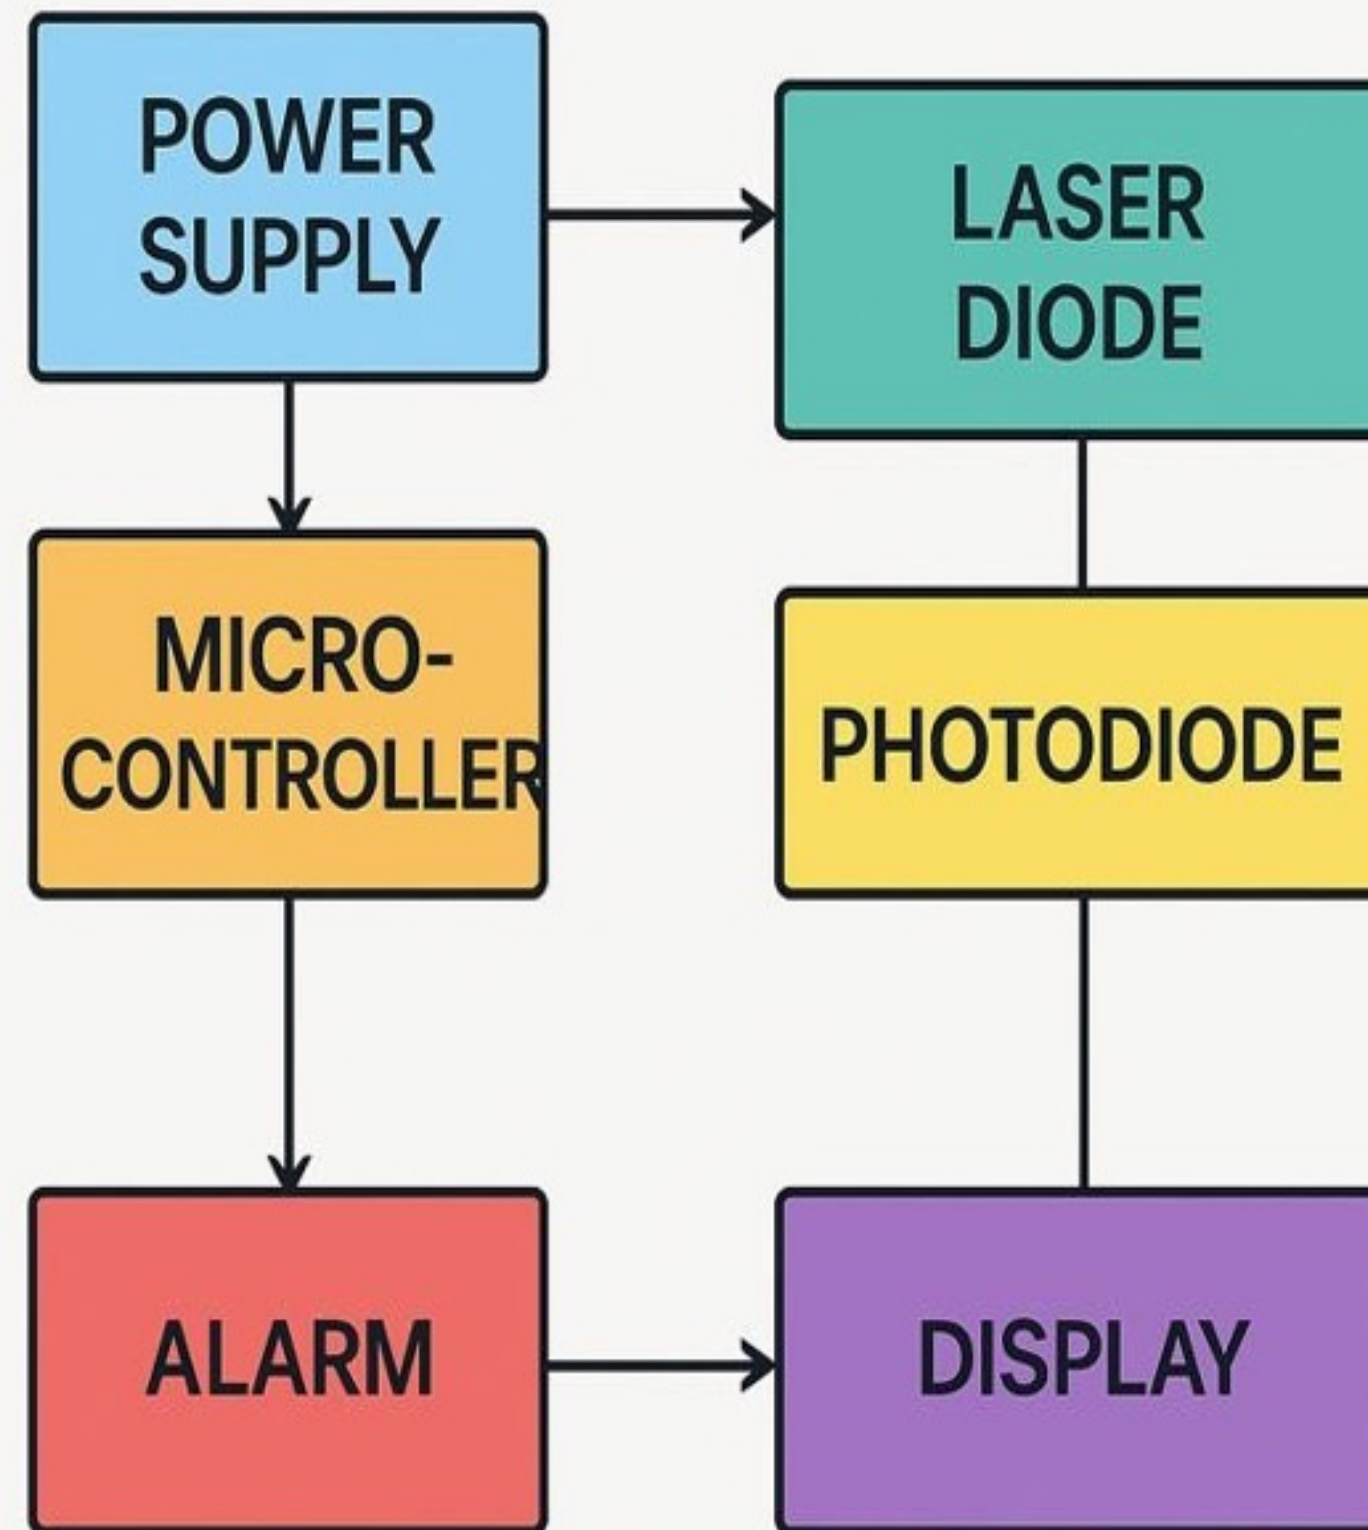 POWER
SUPPLY
LASER
DIODE
MICRO-
CONTROLLER
PHOTODIODE
ALARM
DISPLAY